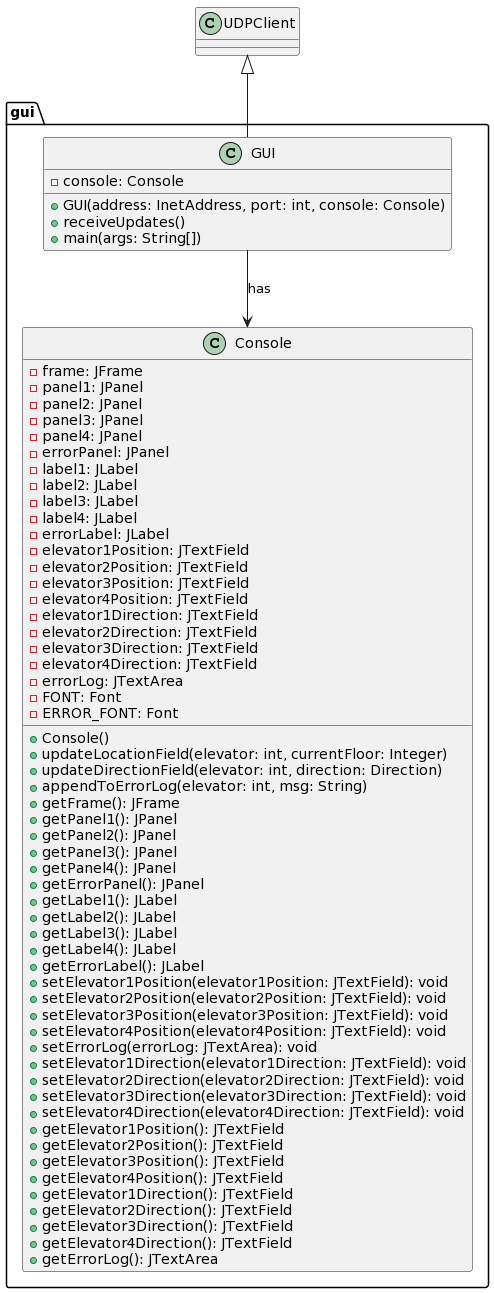 C UDPClient
gui
C GUI
console: Console
GUI(address: InetAddress, port: int, console: Console)
receiveUpdates()
main(args: String[])
has
C Console
frame: JFrame
panel1: JPanel
panel2: JPanel
panel3: JPanel
panel4: JPanel
errorPanel: JPanel
label1: JLabel
label2: JLabel
label3: JLabel
label4: JLabel
errorLabel: JLabel
elevator1Position: JTextField
elevator2Position: JTextField
elevator3Position: JTextField
elevator4Position: JTextField
elevator1Direction: JTextField
elevator2Direction: JTextField
elevator3Direction: JTextField
elevator4Direction: JTextField
errorLog: JTextArea
FONT: Font
ERROR_FONT: Font
Console()
updateLocationField(elevator: int, currentFloor: Integer)
updateDirectionField(elevator: int, direction: Direction)
appendToErrorLog(elevator: int, msg: String)
getFrame(): JFrame
getPanel1(): JPanel
getPanel2(): JPanel
getPanel3(): JPanel
getPanel4(): JPanel
getErrorPanel(): JPanel
getLabel1(): JLabel
getLabel2(): JLabel
getLabel3(): JLabel
getLabel4(): JLabel
getErrorLabel(): JLabel
setElevator1Position(elevator1Position: JTextField): void
setElevator2Position(elevator2Position: JTextField): void
setElevator3Position(elevator3Position: JTextField): void
setElevator4Position(elevator4Position: JTextField): void
setErrorLog(errorLog: JTextArea): void
setElevator1Direction(elevator1Direction: JTextField): void
setElevator2Direction(elevator2Direction: JTextField): void
setElevator3Direction(elevator3Direction: JTextField): void
setElevator4Direction(elevator4Direction: JTextField): void
getElevator1Position(): JTextField
getElevator2Position(): JTextField
getElevator3Position(): JTextField
getElevator4Position(): JTextField
getElevator1Direction(): JTextField
getElevator2Direction(): JTextField
getElevator3Direction(): JTextField
getElevator4Direction(): JTextField
getErrorLog(): JTextArea